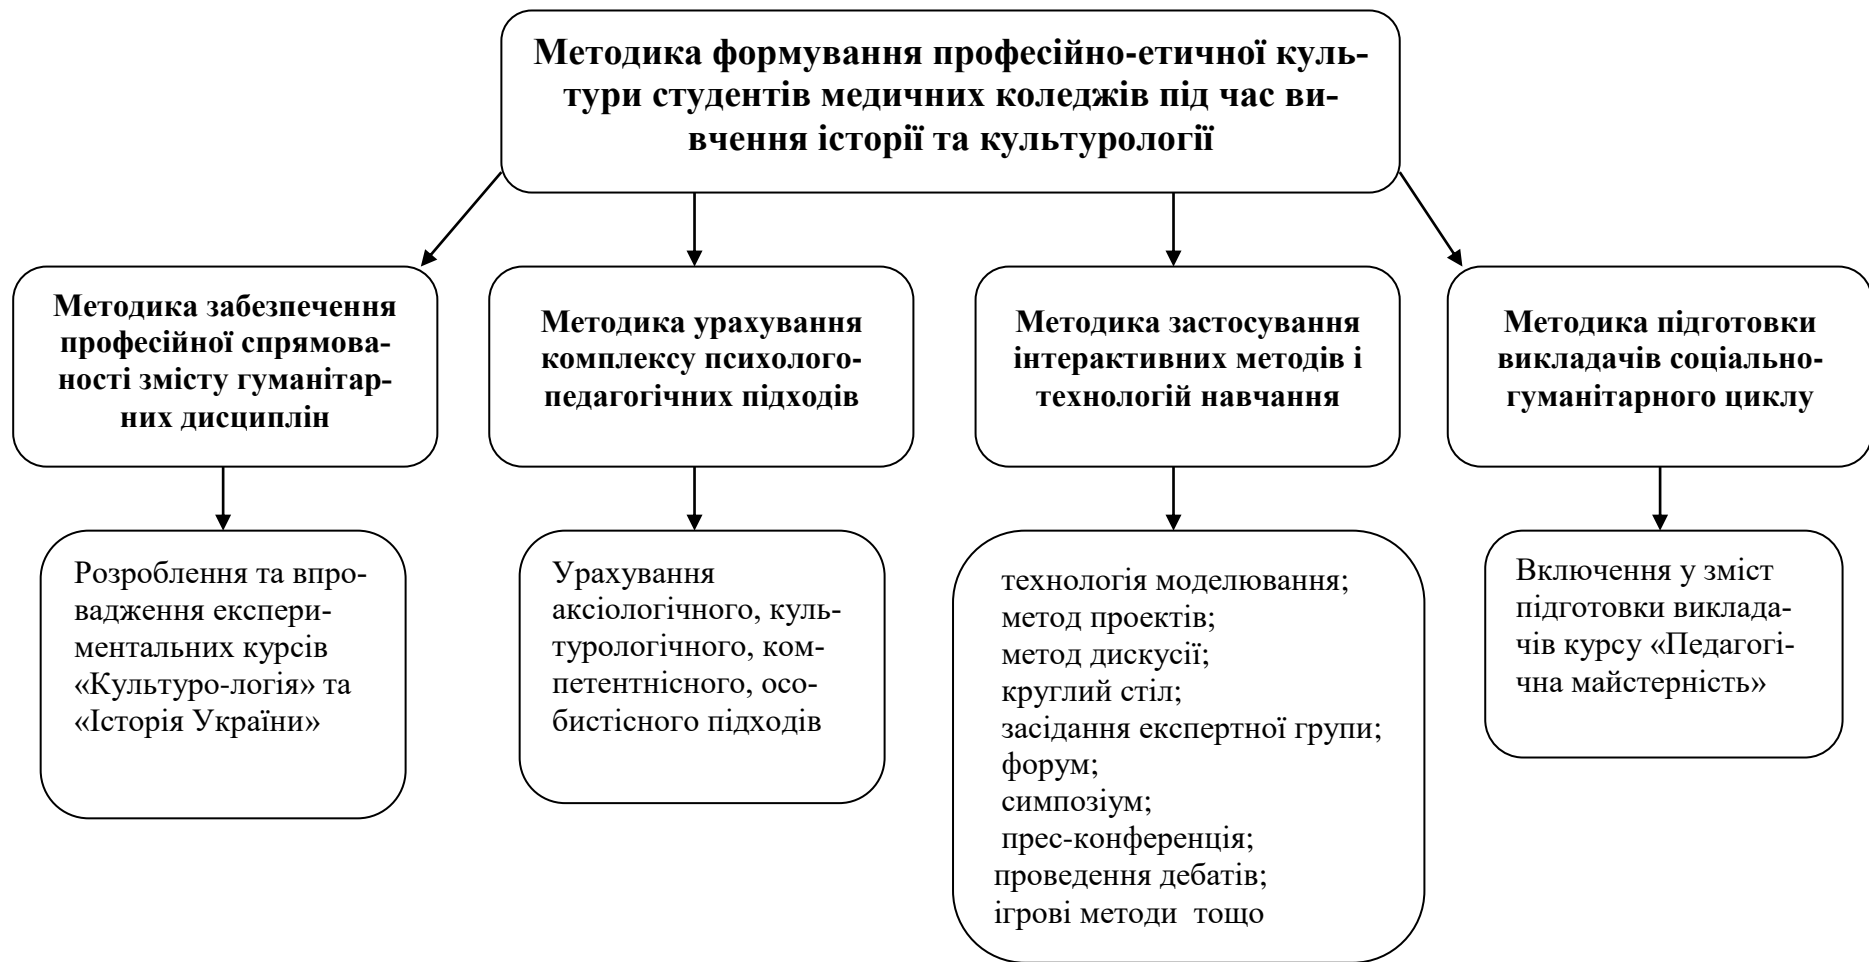 Методика формування професійно-етичної куль-
тури студентів медичних коледжів під час ви-
вчення історії та культурології
Методика забезпечення
професійної спрямова-
ності змісту гуманітар-
них дисциплін
Методика урахування
комплексу психолого-
педагогічних підходів
Методика застосування
інтерактивних методів і
технологій навчання
Методика підготовки
викладачів соціально-
гуманітарного циклу
Розроблення та впро-
вадження експери-
ментальних курсів
«Культуро-логія» та
«Історія України»
Урахування
аксіологічного, куль-
турологічного, ком-
петентнісного, осо-
бистісного підходів
технологія моделювання;
метод проектів;
метод дискусії;
круглий стіл;
засідання експертної групи;
форум;
симпозіум;
прес-конференція;
проведення дебатів;
ігрові методи  тощо
Включення у зміст
підготовки виклада-
чів курсу «Педагогі-
чна майстерність»